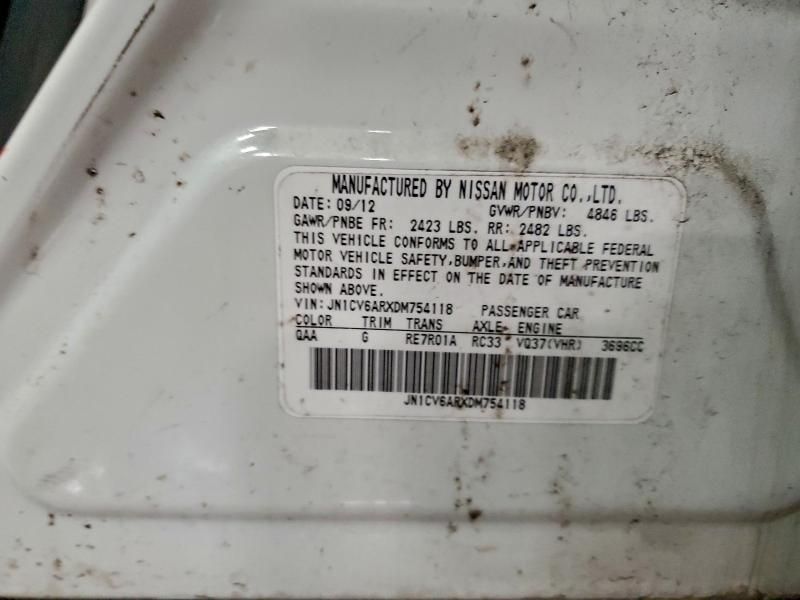 MANUFACTURED BY NISSAN MOTOR CO.,LTD.
DATE: 09/12 GVWR/PNBV: 4846 LBS.
GAWR/PNBE FR: 2423 LBS. RR: 2482 LBS.
THIS VEHICLE CONFORMS TO ALL APPLICABLE FEDERAL
MOTOR VEHICLE SAFETY,BUMPER,AND THEFT PREVENTION
STANDARDS IN EFFECT ON THE DATE OF MANUFACTURE
SHOWN ABOVE.
VIN: JN1CV6ARXDM754118 PASSENGER CAR
COLOR TRIM TRANS AXLE ENGINE
QAA G RE7R01A RC33 VQ37(VHR) 3696CC
JN1CV6ARXDM754118